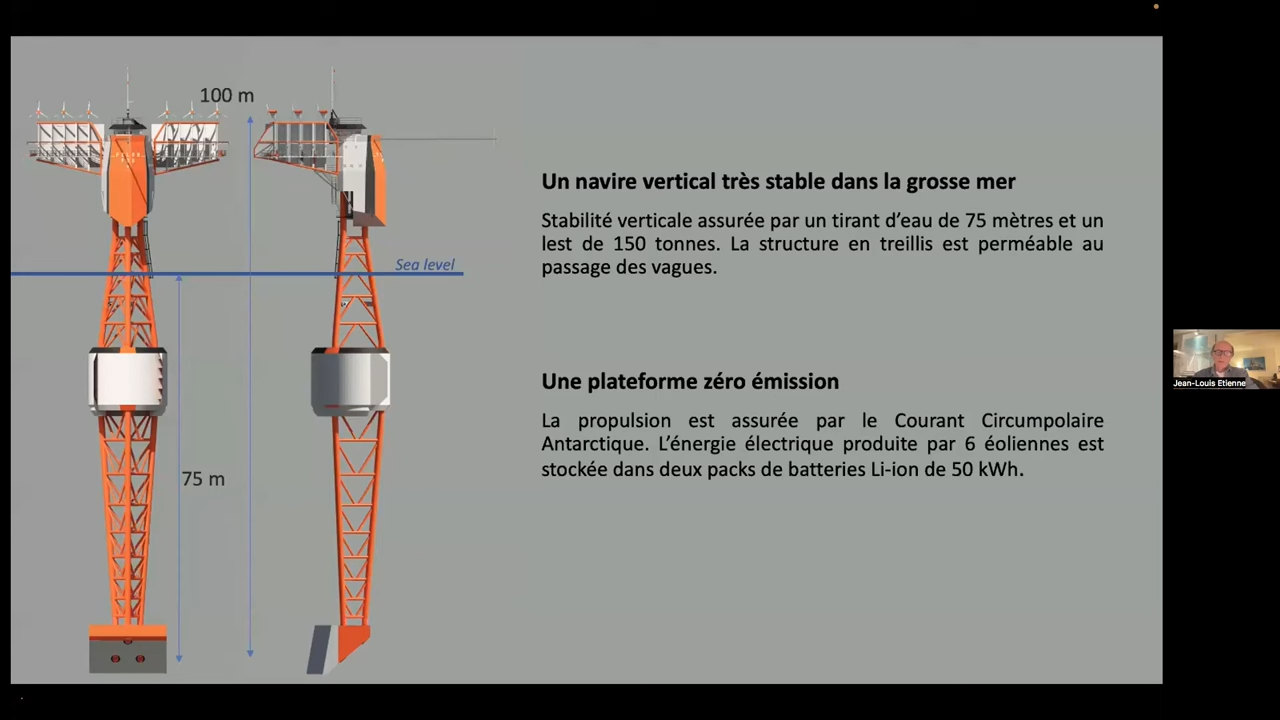 100 m
Sea level
75 m
Un navire vertical très stable dans la grosse mer
Stabilité verticale assurée par un tirant d’eau de 75 mètres et un
lest de 150 tonnes. La structure en treillis est perméable au
passage des vagues.
Une plateforme zéro émission
La propulsion est assurée par le Courant Circumpolaire
Antarctique. L’énergie électrique produite par 6 éoliennes est
stockée dans deux packs de batteries Li-ion de 50 kWh.
Jean-Louis Etienne